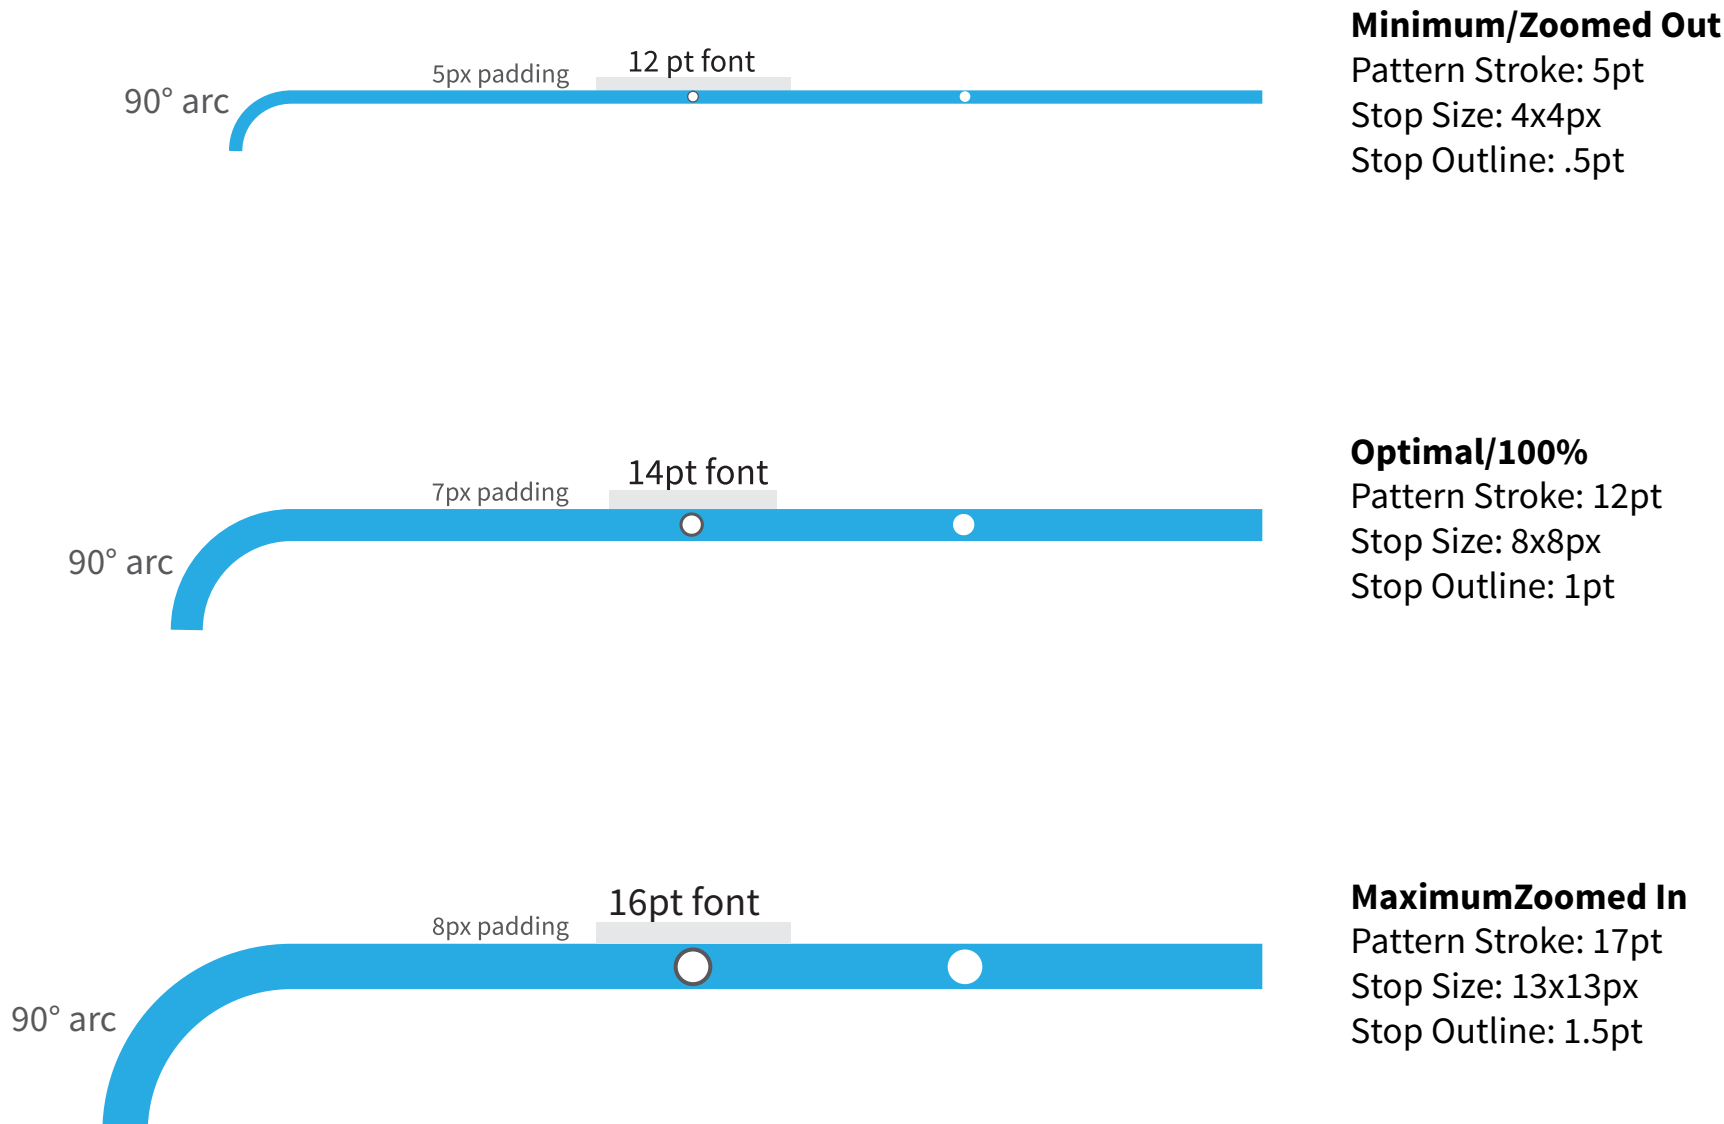 Minimum/Zoomed Out
12 pt font
5px padding
Pattern Stroke: 5pt
90° arc
Stop Size: 4x4px
Stop Outline: .5pt
Optimal/100%
14pt font
7px padding
Pattern Stroke: 12pt
Stop Size: 8x8px
90° arc
Stop Outline: 1pt
MaximumZoomed In
16pt font
8px padding
Pattern Stroke: 17pt
Stop Size: 13x13px
90° arc
Stop Outline: 1.5pt